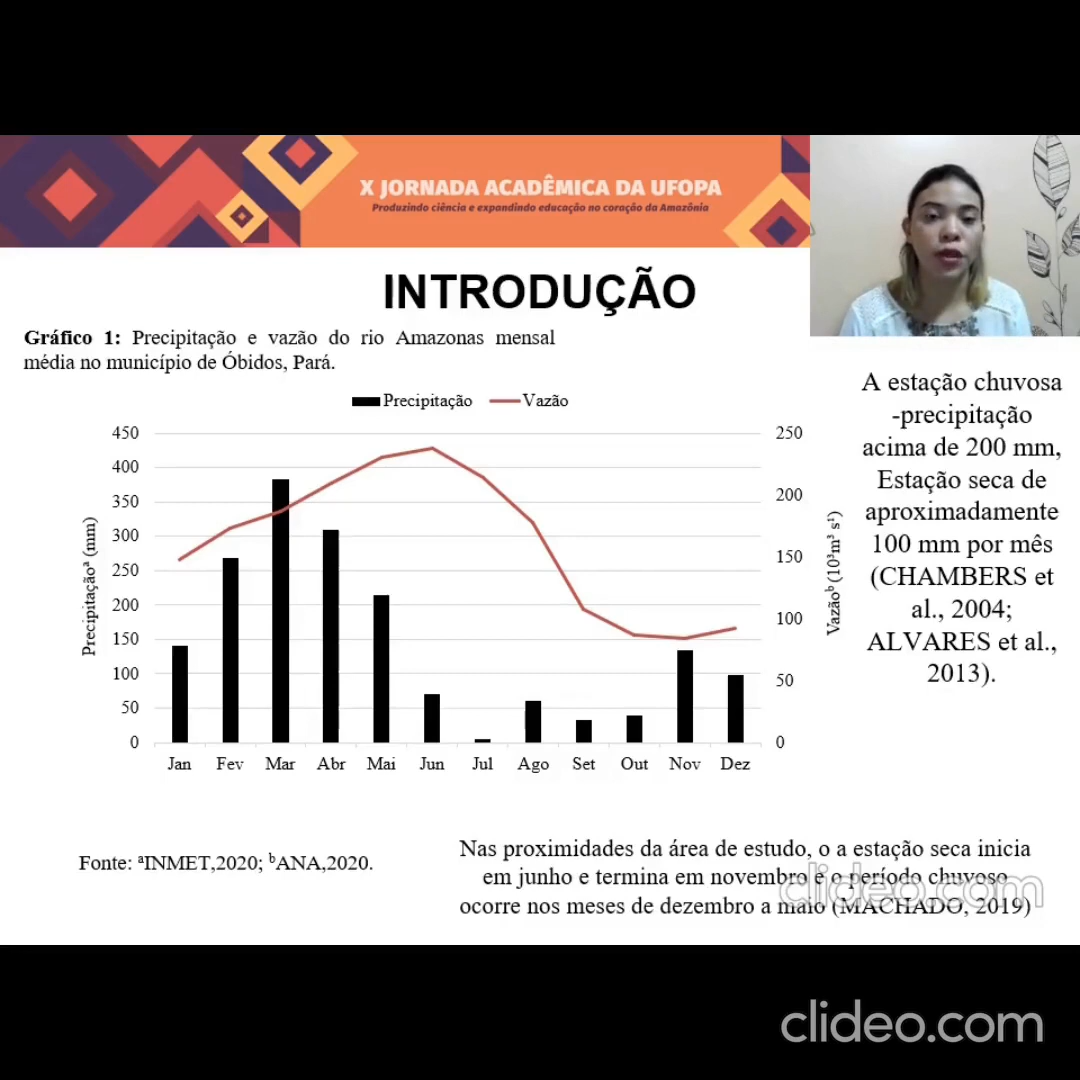 X JORNADA ACADÊMICA DA UFOPA
Produzindo ciência e expandindo educação no coração da Amazônia
INTRODUÇÃO
Gráfico 1: Precipitação e vazão do rio Amazonas mensal
média no município de Óbidos, Pará.
Precipitação Vazão
450
400
350
300
250
200
150
100
50
0
Precipitaçãoª (mm)
250
200
150
100
50
0
Vazãoᵇ (10³m³ s¹)
Jan Fev Mar Abr Mai Jun Jul Ago Set Out Nov Dez
A estação chuvosa
-precipitação
acima de 200 mm,
Estação seca de
aproximadamente
100 mm por mês
(CHAMBERS et
al., 2004;
ALVARES et al.,
2013).
Fonte: ªINMET,2020; ᵇANA,2020.
Nas proximidades da área de estudo, o a estação seca inicia
em junho e termina em novembro e o período chuvoso
ocorre nos meses de dezembro a maio (MACHADO, 2019)
clideo.com
clideo.com